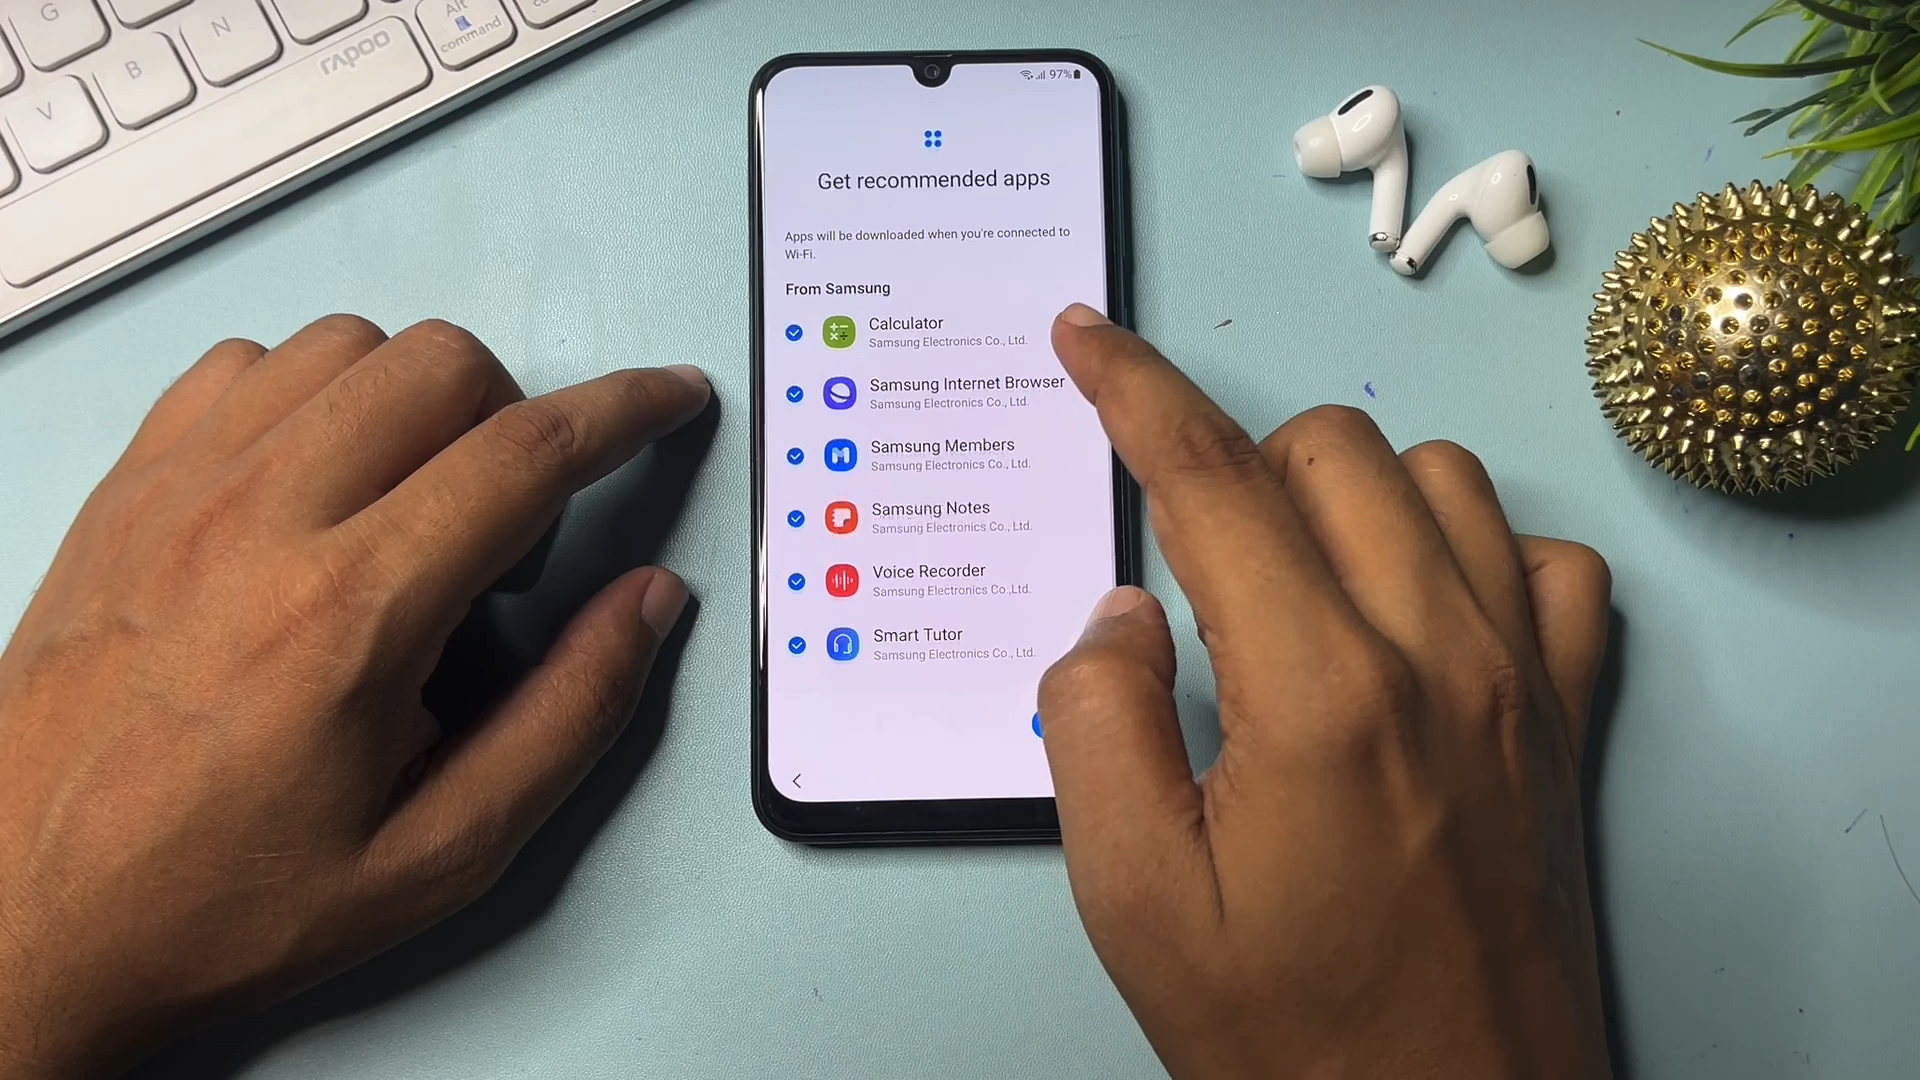 G
N
Alt
command
B
V
rapoo
97%
Get recommended apps
Apps will be downloaded when you're connected to
Wi-Fi.
From Samsung
Calculator
Samsung Electronics Co., Ltd.
Samsung Internet Browser
Samsung Electronics Co., Ltd.
Samsung Members
Samsung Electronics Co., Ltd.
Samsung Notes
Samsung Electronics Co., Ltd.
Voice Recorder
Samsung Electronics Co.,Ltd.
Smart Tutor
Samsung Electronics Co., Ltd.